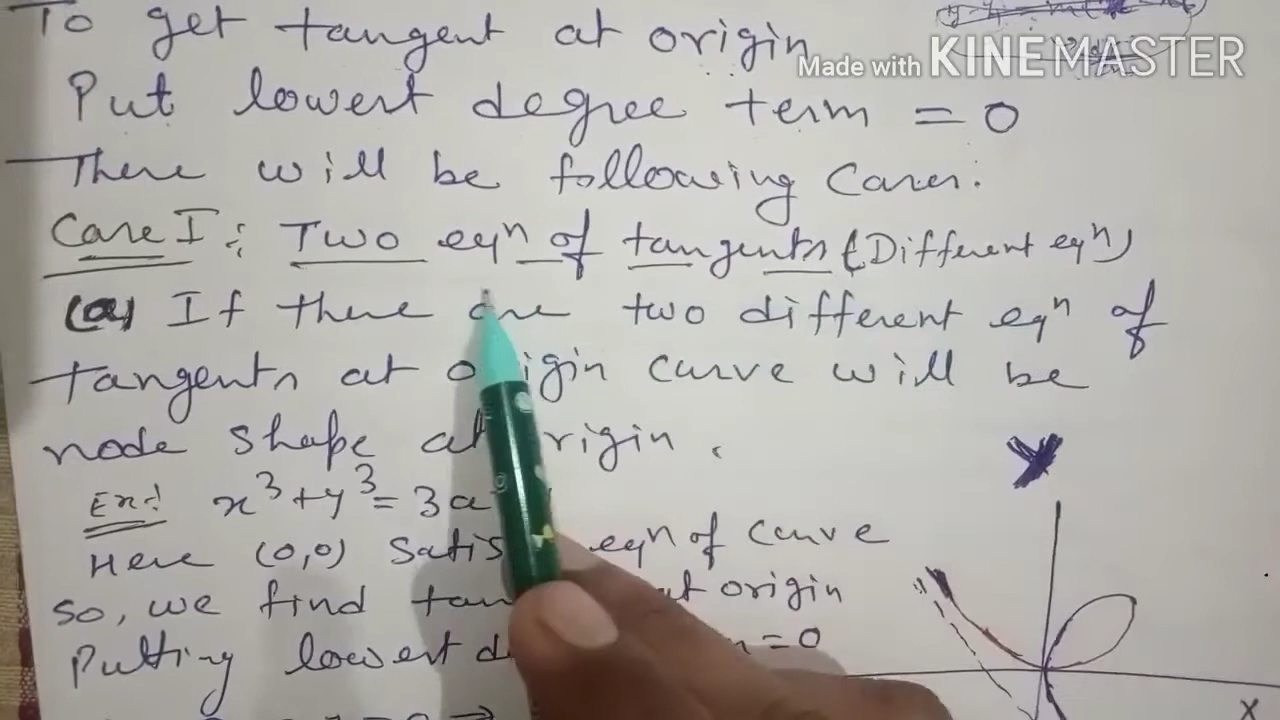 To get tangent at origin
Made with KINEMASTER
Put lowest degree term = 0
There will be following Cases.
Case I : Two eqⁿ of tangents (Different eqⁿ)
(a) If there are two different eqⁿ of
tangents at origin curve will be
node shape at origin.
Ex: x³+y³ = 3a
Here (0,0) satis eqⁿ of curve
so, we find tan at origin
Putting lowest d = 0
X